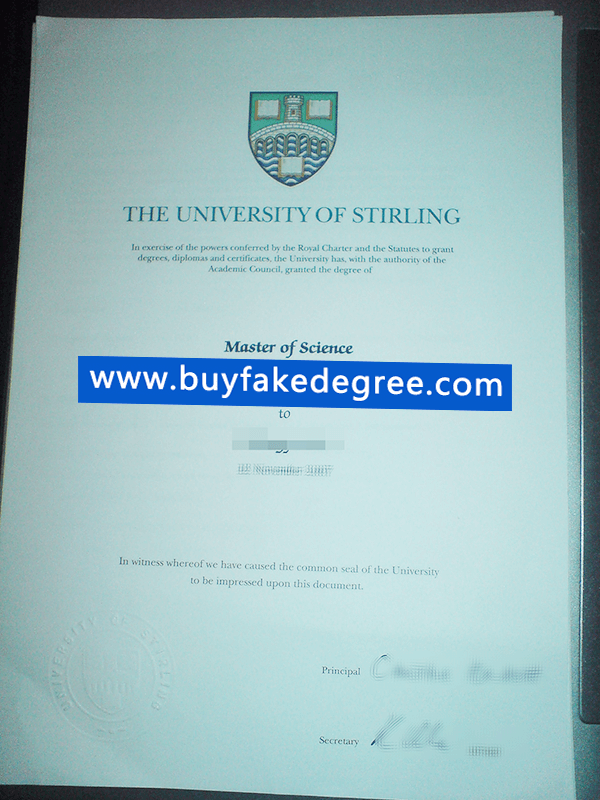 THE UNIVERSITY OF STIRLING
In exercise of the powers conferred by the Royal Charter and the Statutes to grant
degrees, diplomas and certificates, the University has, with the authority of the
Academic Council, granted the degree of
Master of Science
www.buyfakedegree.com
to
In witness whereof we have caused the common seal of the University
to be impressed upon this document.
UNIVERSITY OF STIRLING
Principal
Secretary